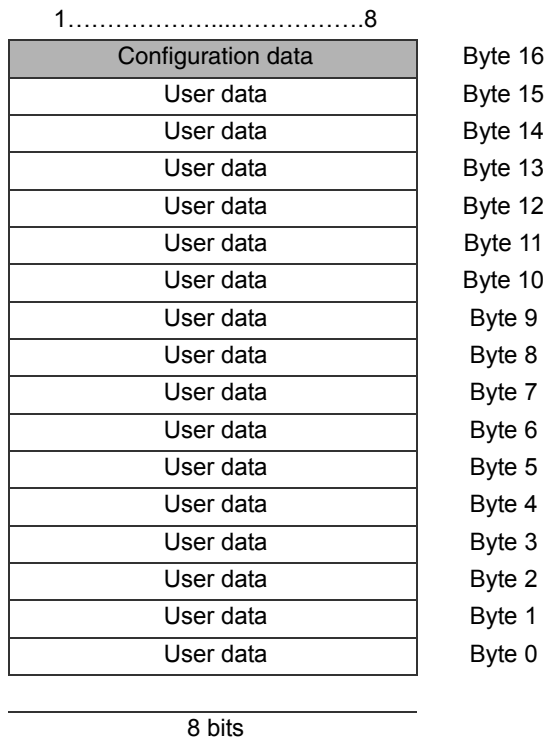 1……………….....…………….8
Configuration data Byte 16
User data Byte 15
User data Byte 14
User data Byte 13
User data Byte 12
User data Byte 11
User data Byte 10
User data Byte 9
User data Byte 8
User data Byte 7
User data Byte 6
User data Byte 5
User data Byte 4
User data Byte 3
User data Byte 2
User data Byte 1
User data Byte 0
8 bits